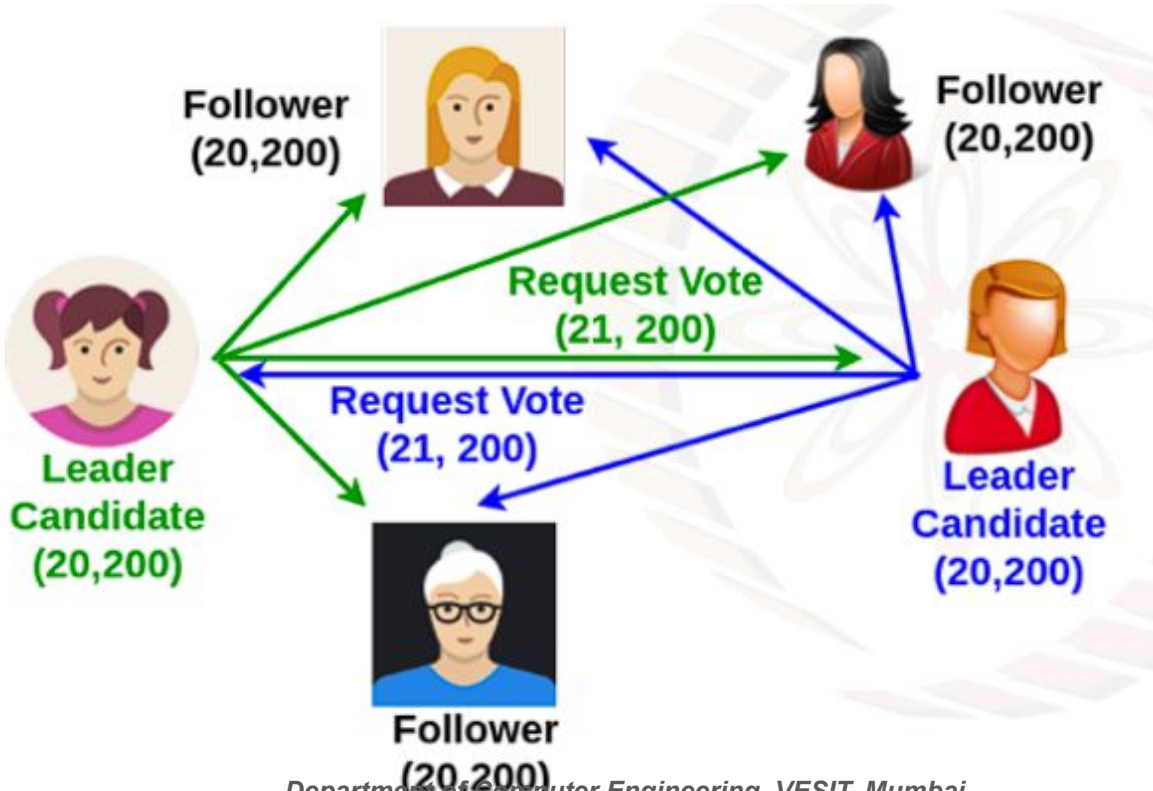 Follower
(20,200)
Follower
(20,200)
Request Vote
(21, 200)
Request Vote
(21, 200)
Leader
Candidate
(20,200)
Leader
Candidate
(20,200)
Follower
(20,200)
Department of Computer Engineering, VESIT, Mumbai